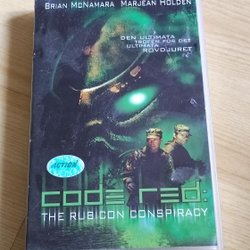 BRIAN McNAMARA MARJEAN HOLDEN
DEN ULTIMATA
TROFÉN FÖR DET
ULTIMATA
ROVDJURET
ACTION
CODE RED:
THE RUBICON CONSPIRACY